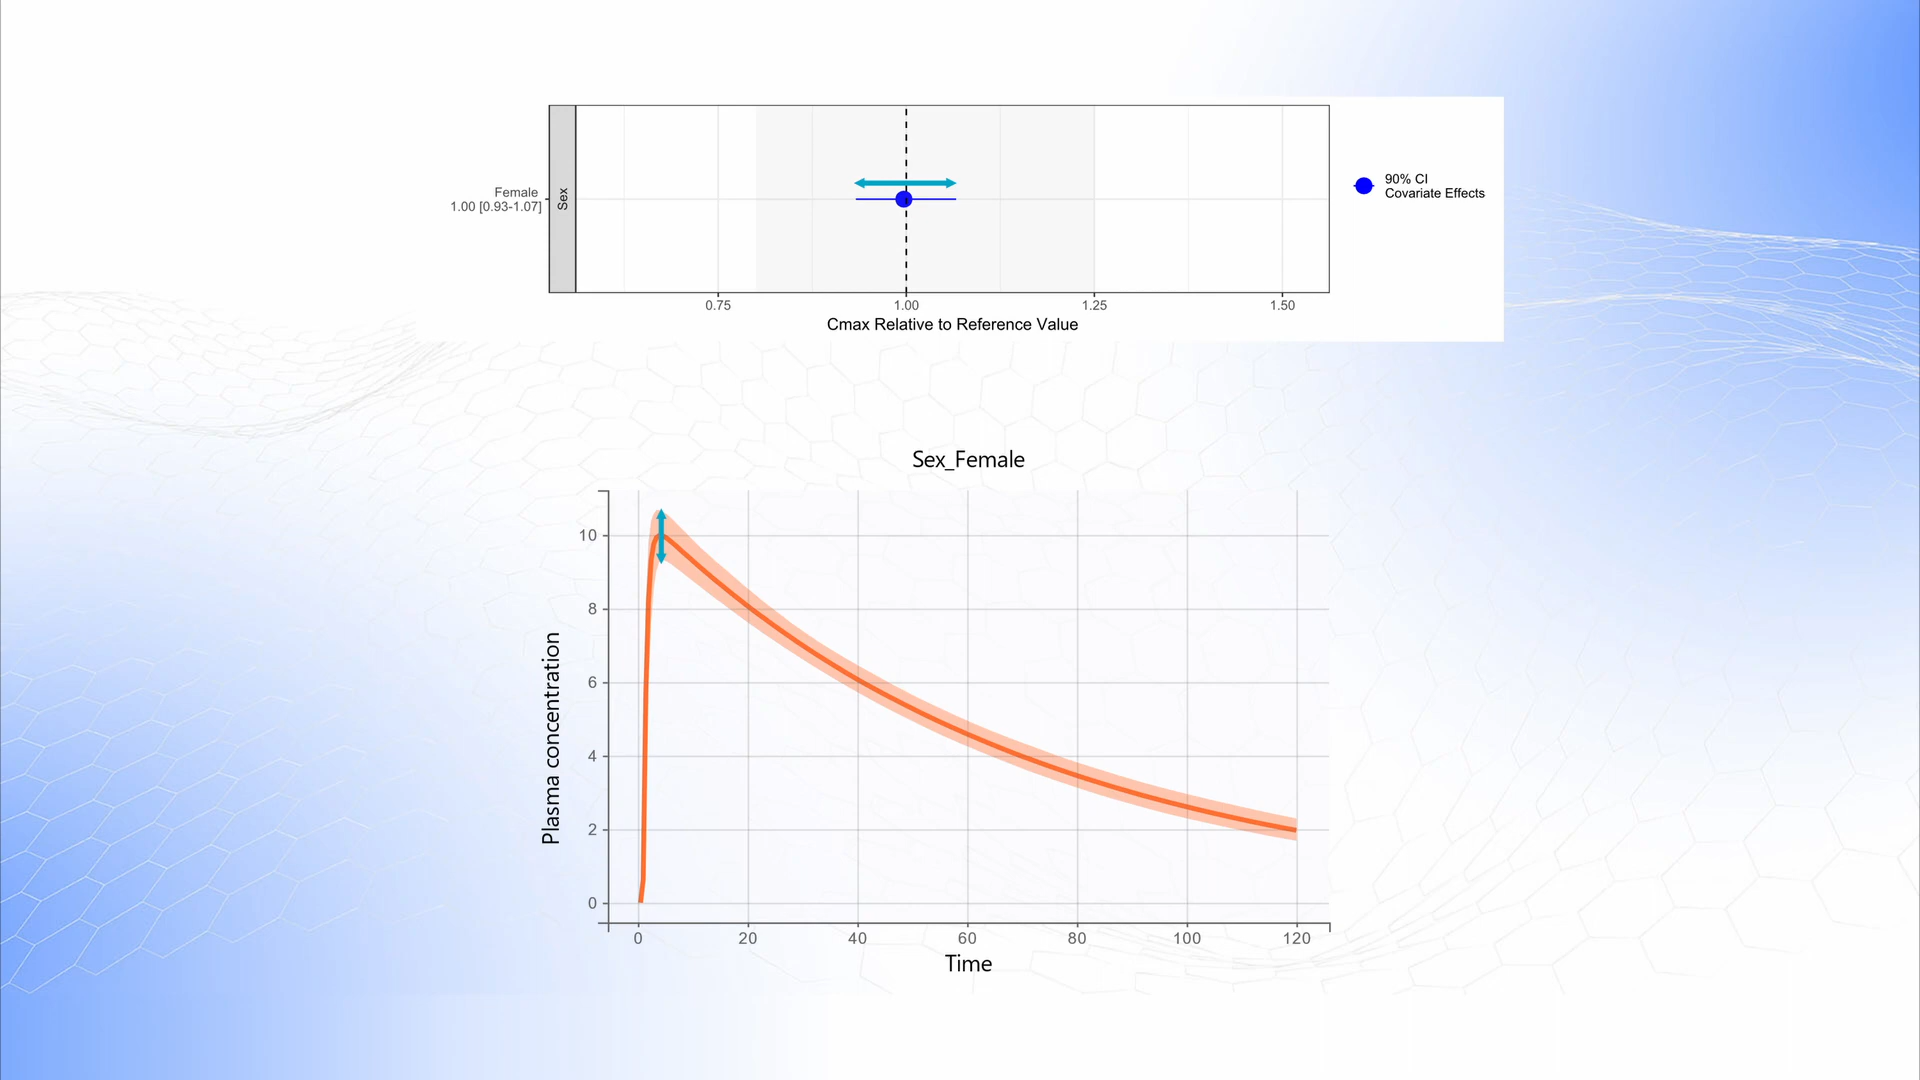 Female
1.00 [0.93-1.07]
Sex
90% CI
Covariate Effects
0.75 1.00 1.25 1.50
Cmax Relative to Reference Value
Sex_Female
Plasma concentration
10
8
6
4
2
0
0 20 40 60 80 100 120
Time